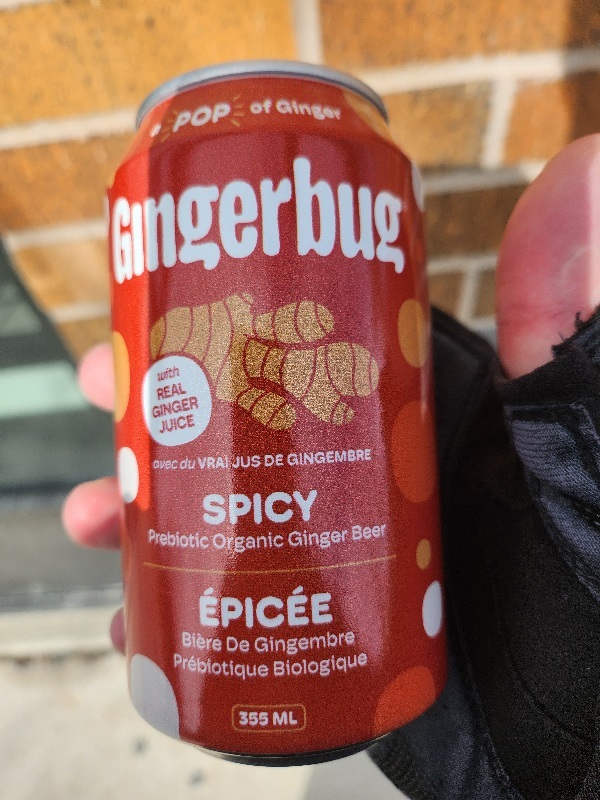 POP of Ginger
Gingerbug
with
REAL
GINGER
JUICE
avec du VRAI JUS DE GINGEMBRE
SPICY
Prebiotic Organic Ginger Beer
ÉPICÉE
Bière De Gingembre
Prébiotique Biologique
355 ML